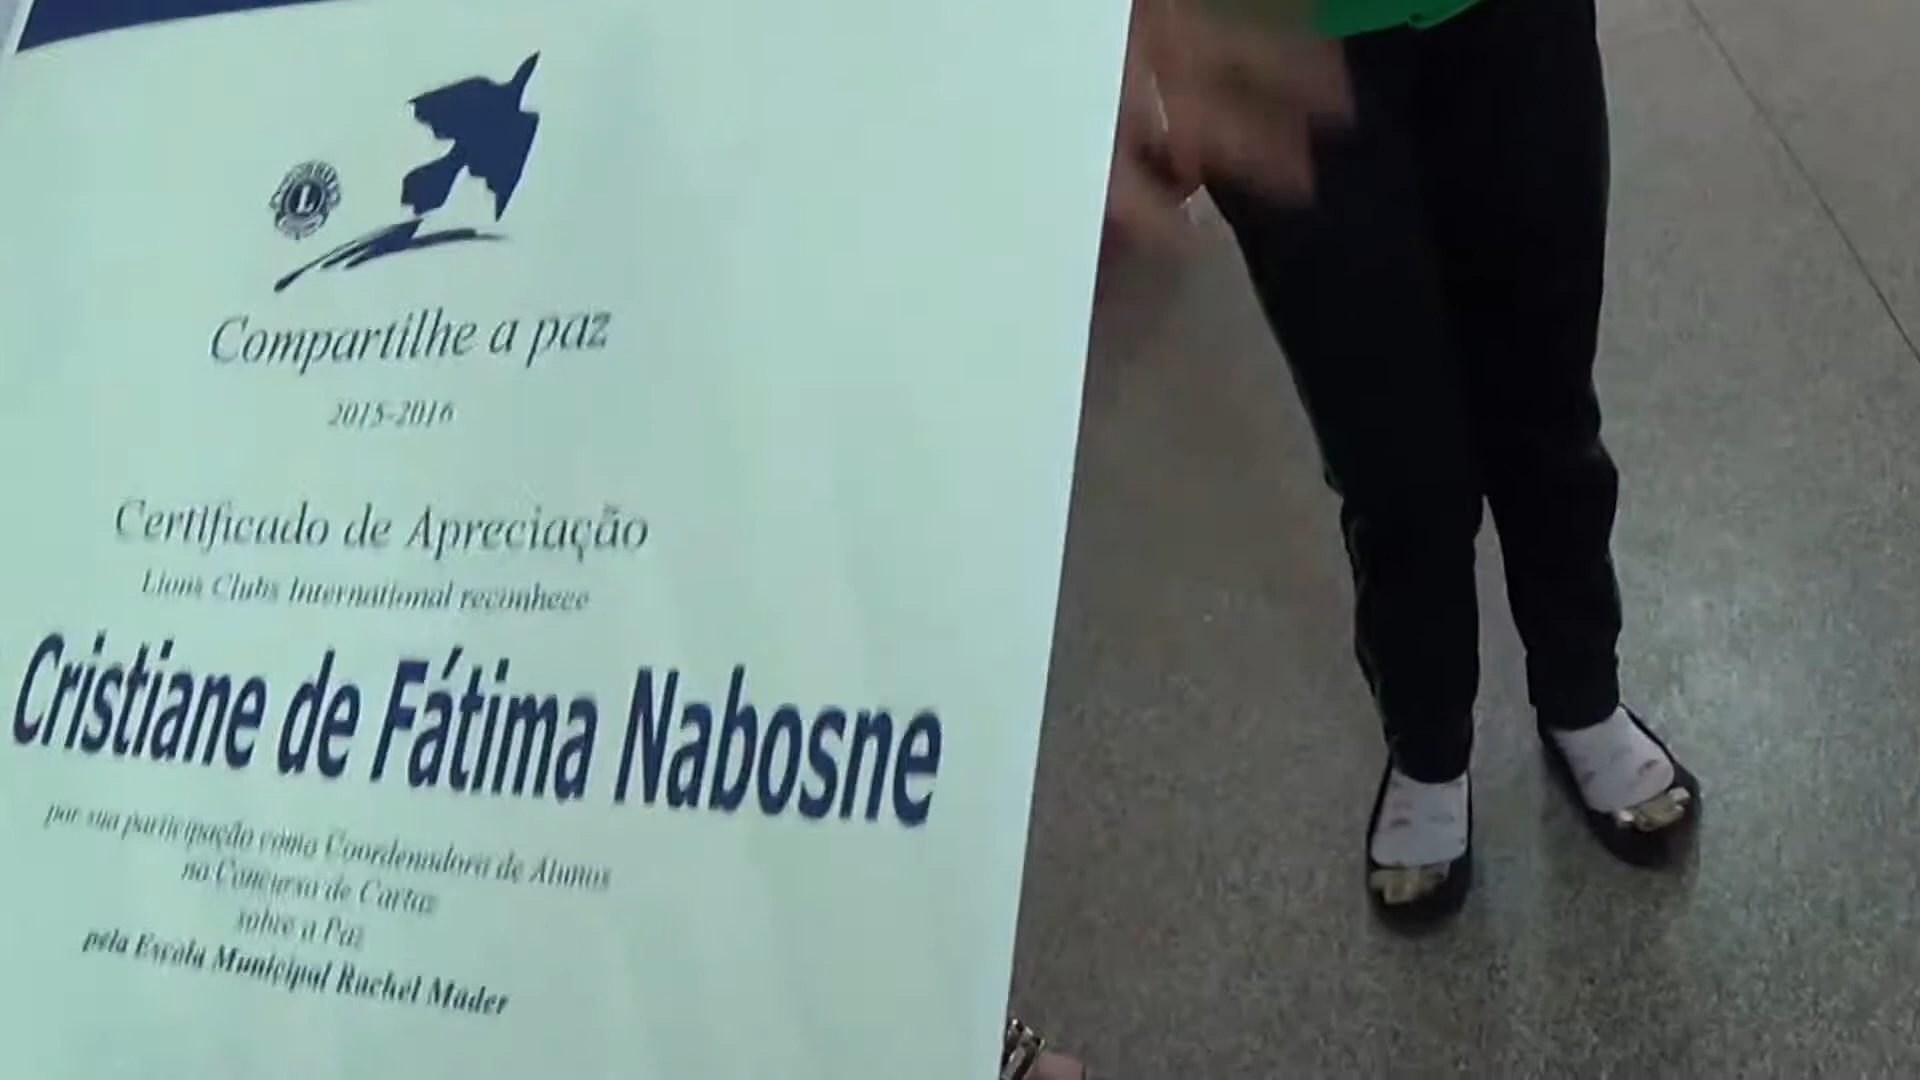 L
Compartilhe a paz
2015-2016
Certificado de Apreciação
Lions Clubs International reconhece
Cristiane de Fátima Nabosne
por sua participação como Coordenadora de Alunos
no Concurso de Cartaz
sobre a Paz
pela Escola Municipal Rachel Mader